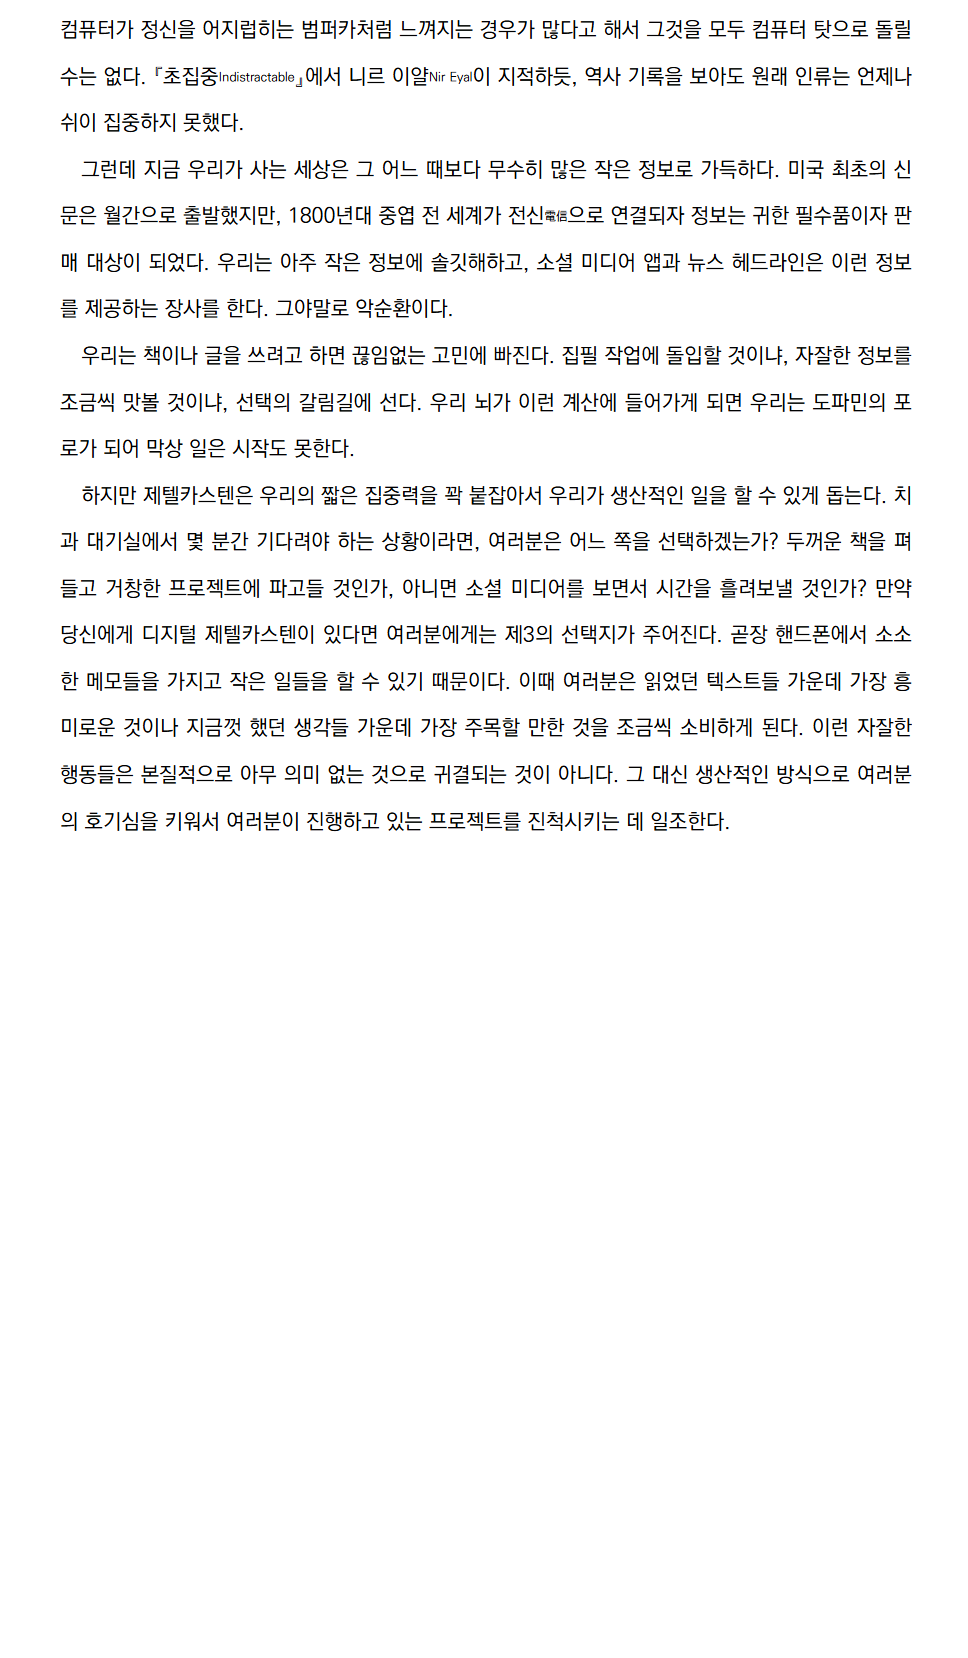 컴퓨터가 정신을 어지럽히는 범퍼카처럼 느껴지는 경우가 많다고 해서 그것을 모두 컴퓨터 탓으로 돌릴
수는 없다. 『초집중Indistractable』에서 니르 이얄Nir Eyal이 지적하듯, 역사 기록을 보아도 원래 인류는 언제나
쉬이 집중하지 못했다.
그런데 지금 우리가 사는 세상은 그 어느 때보다 무수히 많은 작은 정보로 가득하다. 미국 최초의 신
문은 월간으로 출발했지만, 1800년대 중엽 전 세계가 전신電信으로 연결되자 정보는 귀한 필수품이자 판
매 대상이 되었다. 우리는 아주 작은 정보에 솔깃해하고, 소셜 미디어 앱과 뉴스 헤드라인은 이런 정보
를 제공하는 장사를 한다. 그야말로 악순환이다.
우리는 책이나 글을 쓰려고 하면 끊임없는 고민에 빠진다. 집필 작업에 돌입할 것이냐, 자잘한 정보를
조금씩 맛볼 것이냐, 선택의 갈림길에 선다. 우리 뇌가 이런 계산에 들어가게 되면 우리는 도파민의 포
로가 되어 막상 일은 시작도 못한다.
하지만 제텔카스텐은 우리의 짧은 집중력을 꽉 붙잡아서 우리가 생산적인 일을 할 수 있게 돕는다. 치
과 대기실에서 몇 분간 기다려야 하는 상황이라면, 여러분은 어느 쪽을 선택하겠는가? 두꺼운 책을 펴
들고 거창한 프로젝트에 파고들 것인가, 아니면 소셜 미디어를 보면서 시간을 흘려보낼 것인가? 만약
당신에게 디지털 제텔카스텐이 있다면 여러분에게는 제3의 선택지가 주어진다. 곧장 핸드폰에서 소소
한 메모들을 가지고 작은 일들을 할 수 있기 때문이다. 이때 여러분은 읽었던 텍스트들 가운데 가장 흥
미로운 것이나 지금껏 했던 생각들 가운데 가장 주목할 만한 것을 조금씩 소비하게 된다. 이런 자잘한
행동들은 본질적으로 아무 의미 없는 것으로 귀결되는 것이 아니다. 그 대신 생산적인 방식으로 여러분
의 호기심을 키워서 여러분이 진행하고 있는 프로젝트를 진척시키는 데 일조한다.